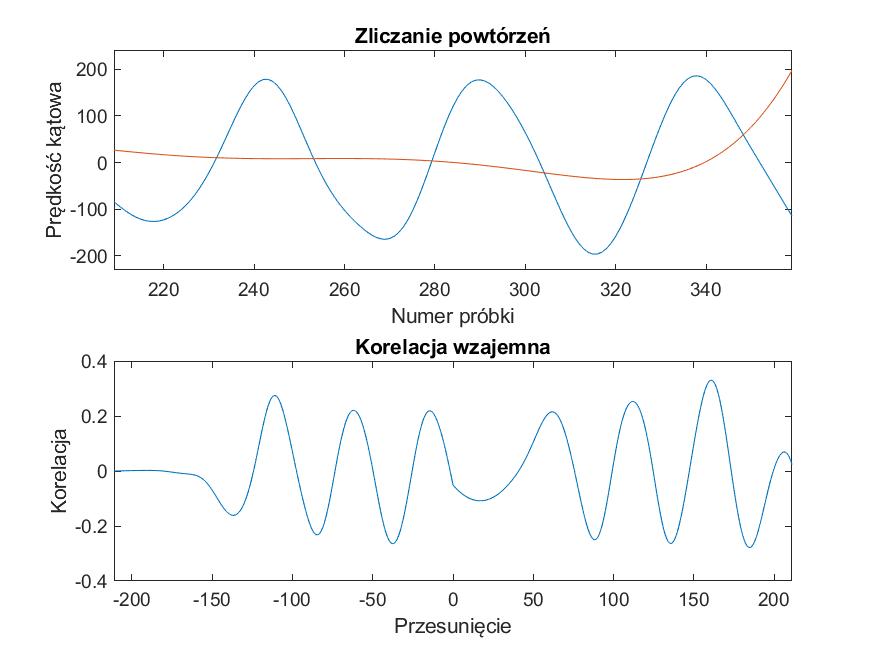 Zliczanie powtórzeń
Prędkość kątowa
200
100
0
-100
-200
220 240 260 280 300 320 340
Numer próbki
Korelacja wzajemna
Korelacja
0.4
0.2
0
-0.2
-0.4
-200 -150 -100 -50 0 50 100 150 200
Przesunięcie